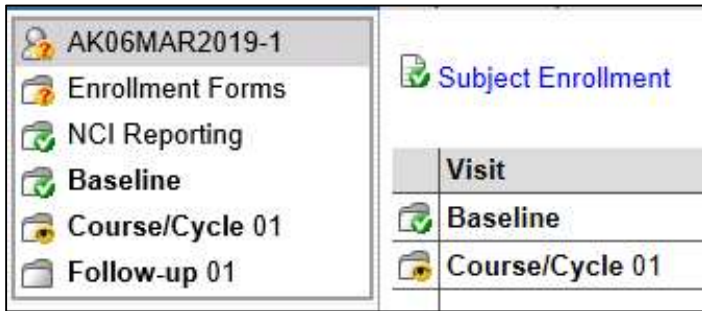 AK06MAR2019-1
Enrollment Forms
NCI Reporting
Baseline
Course/Cycle 01
Follow-up 01
Subject Enrollment
Visit
Baseline
Course/Cycle 01